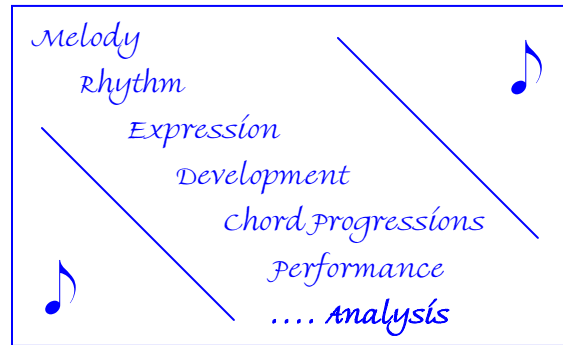 Melody
Rhythm
Expression
Development
Chord Progressions
Performance
.... Analysis